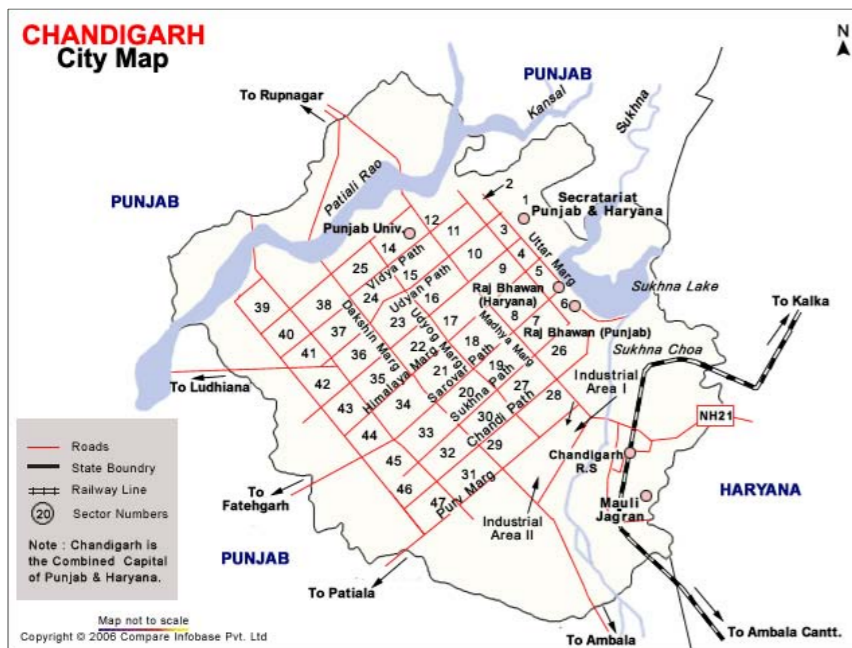 CHANDIGARH
City Map
N
PUNJAB
To Rupnagar
Kansal
Sukhna
PUNJAB
Patiali Rao
2
1
Secratariat
Punjab & Haryana
Punjab Univ.
12
11
3
14
Vidya Path
10
4
Uttar Marg
25
15
Udyan Path
9
5
Sukhna Lake
Raj Bhawan
(Haryana)
6
To Kalka
39
38
24
16
Madhya Marg
8
7
Raj Bhawan (Punjab)
40
37
Dakshin Marg
23
Udyog Marg
17
26
Sukhna Choa
41
36
22
18
Industrial
Area I
To Ludhiana
42
35
Himalaya Marg
21
Sarovar Path
19
27
28
43
34
20
Sukhna Path
30
Chandi Path
NH21
44
33
29
Chandigarh
R.S
45
32
46
31
Purv Marg
47
Mauli
Jagran
HARYANA
Industrial
Area II
To
Fatehgarh
PUNJAB
To Patiala
To Ambala
To Ambala Cantt.
Roads
State Boundry
Railway Line
20 Sector Numbers
Note : Chandigarh is
the Combined Capital
of Punjab & Haryana.
Map not to scale
Copyright © 2006 Compare Infobase Pvt. Ltd